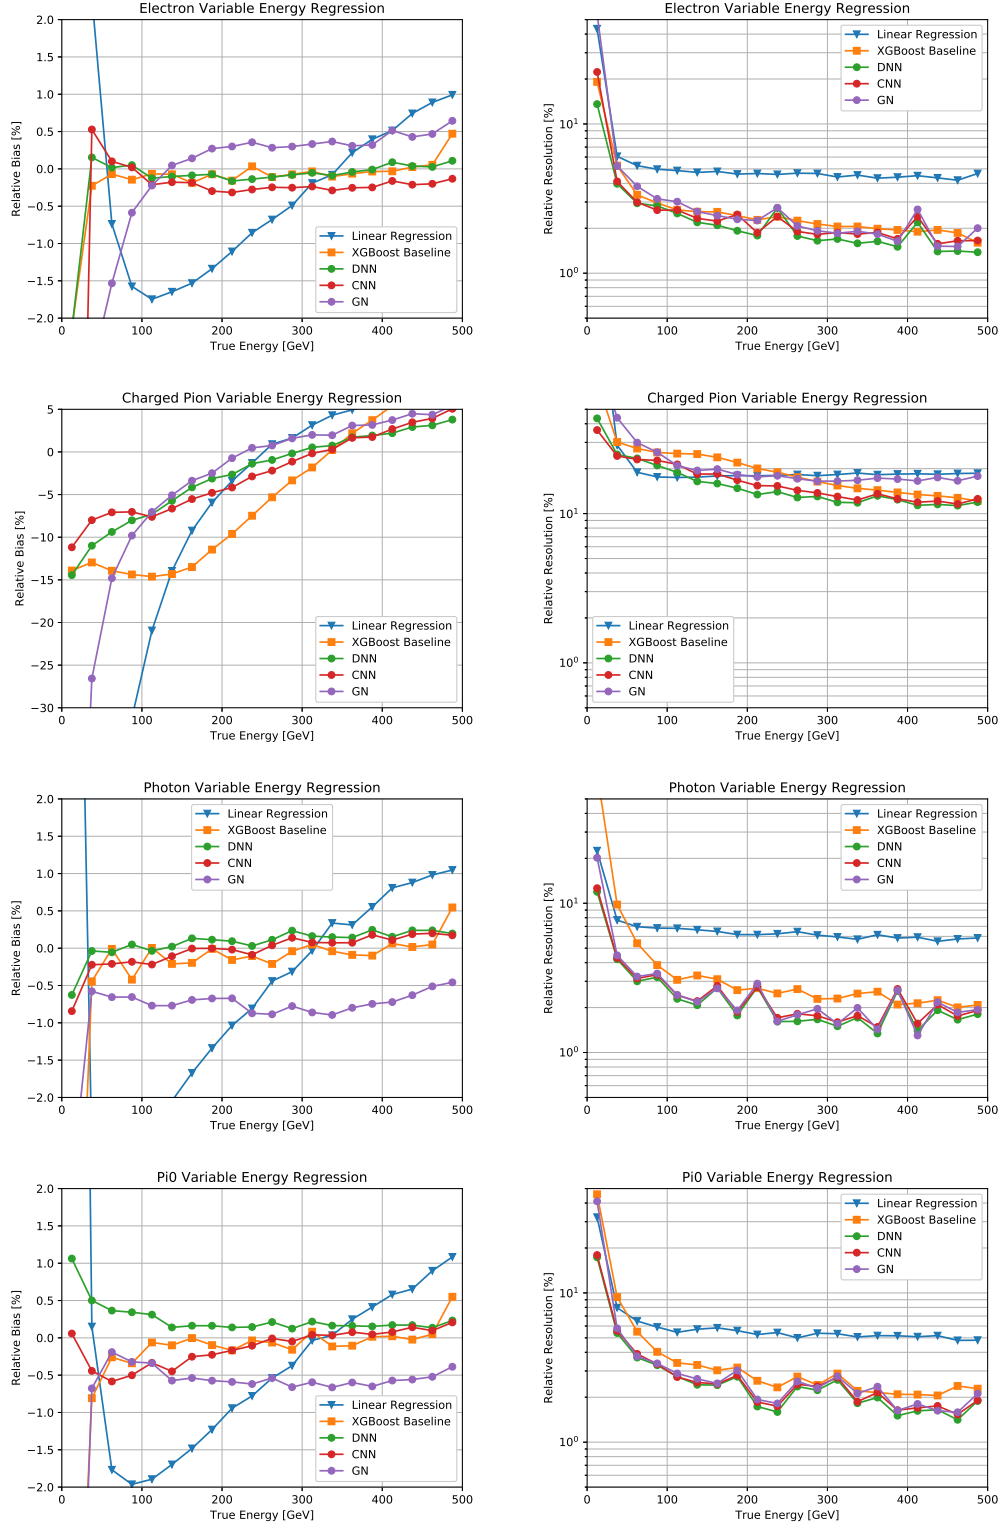 Electron Variable Energy Regression
2.0
1.5
1.0
0.5
0.0
−0.5
−1.0
−1.5
−2.0
Relative Bias [%]
Linear Regression
XGBoost Baseline
DNN
CNN
GN
0 100 200 300 400 500
True Energy [GeV]
Electron Variable Energy Regression
10¹
10⁰
Relative Resolution [%]
Linear Regression
XGBoost Baseline
DNN
CNN
GN
0 100 200 300 400 500
True Energy [GeV]
Charged Pion Variable Energy Regression
5
0
−5
−10
−15
−20
−25
−30
Relative Bias [%]
Linear Regression
XGBoost Baseline
DNN
CNN
GN
0 100 200 300 400 500
True Energy [GeV]
Charged Pion Variable Energy Regression
10¹
10⁰
Relative Resolution [%]
Linear Regression
XGBoost Baseline
DNN
CNN
GN
0 100 200 300 400 500
True Energy [GeV]
Photon Variable Energy Regression
2.0
1.5
1.0
0.5
0.0
−0.5
−1.0
−1.5
−2.0
Relative Bias [%]
Linear Regression
XGBoost Baseline
DNN
CNN
GN
0 100 200 300 400 500
True Energy [GeV]
Photon Variable Energy Regression
10¹
10⁰
Relative Resolution [%]
Linear Regression
XGBoost Baseline
DNN
CNN
GN
0 100 200 300 400 500
True Energy [GeV]
Pi0 Variable Energy Regression
2.0
1.5
1.0
0.5
0.0
−0.5
−1.0
−1.5
−2.0
Relative Bias [%]
Linear Regression
XGBoost Baseline
DNN
CNN
GN
0 100 200 300 400 500
True Energy [GeV]
Pi0 Variable Energy Regression
10¹
10⁰
Relative Resolution [%]
Linear Regression
XGBoost Baseline
DNN
CNN
GN
0 100 200 300 400 500
True Energy [GeV]